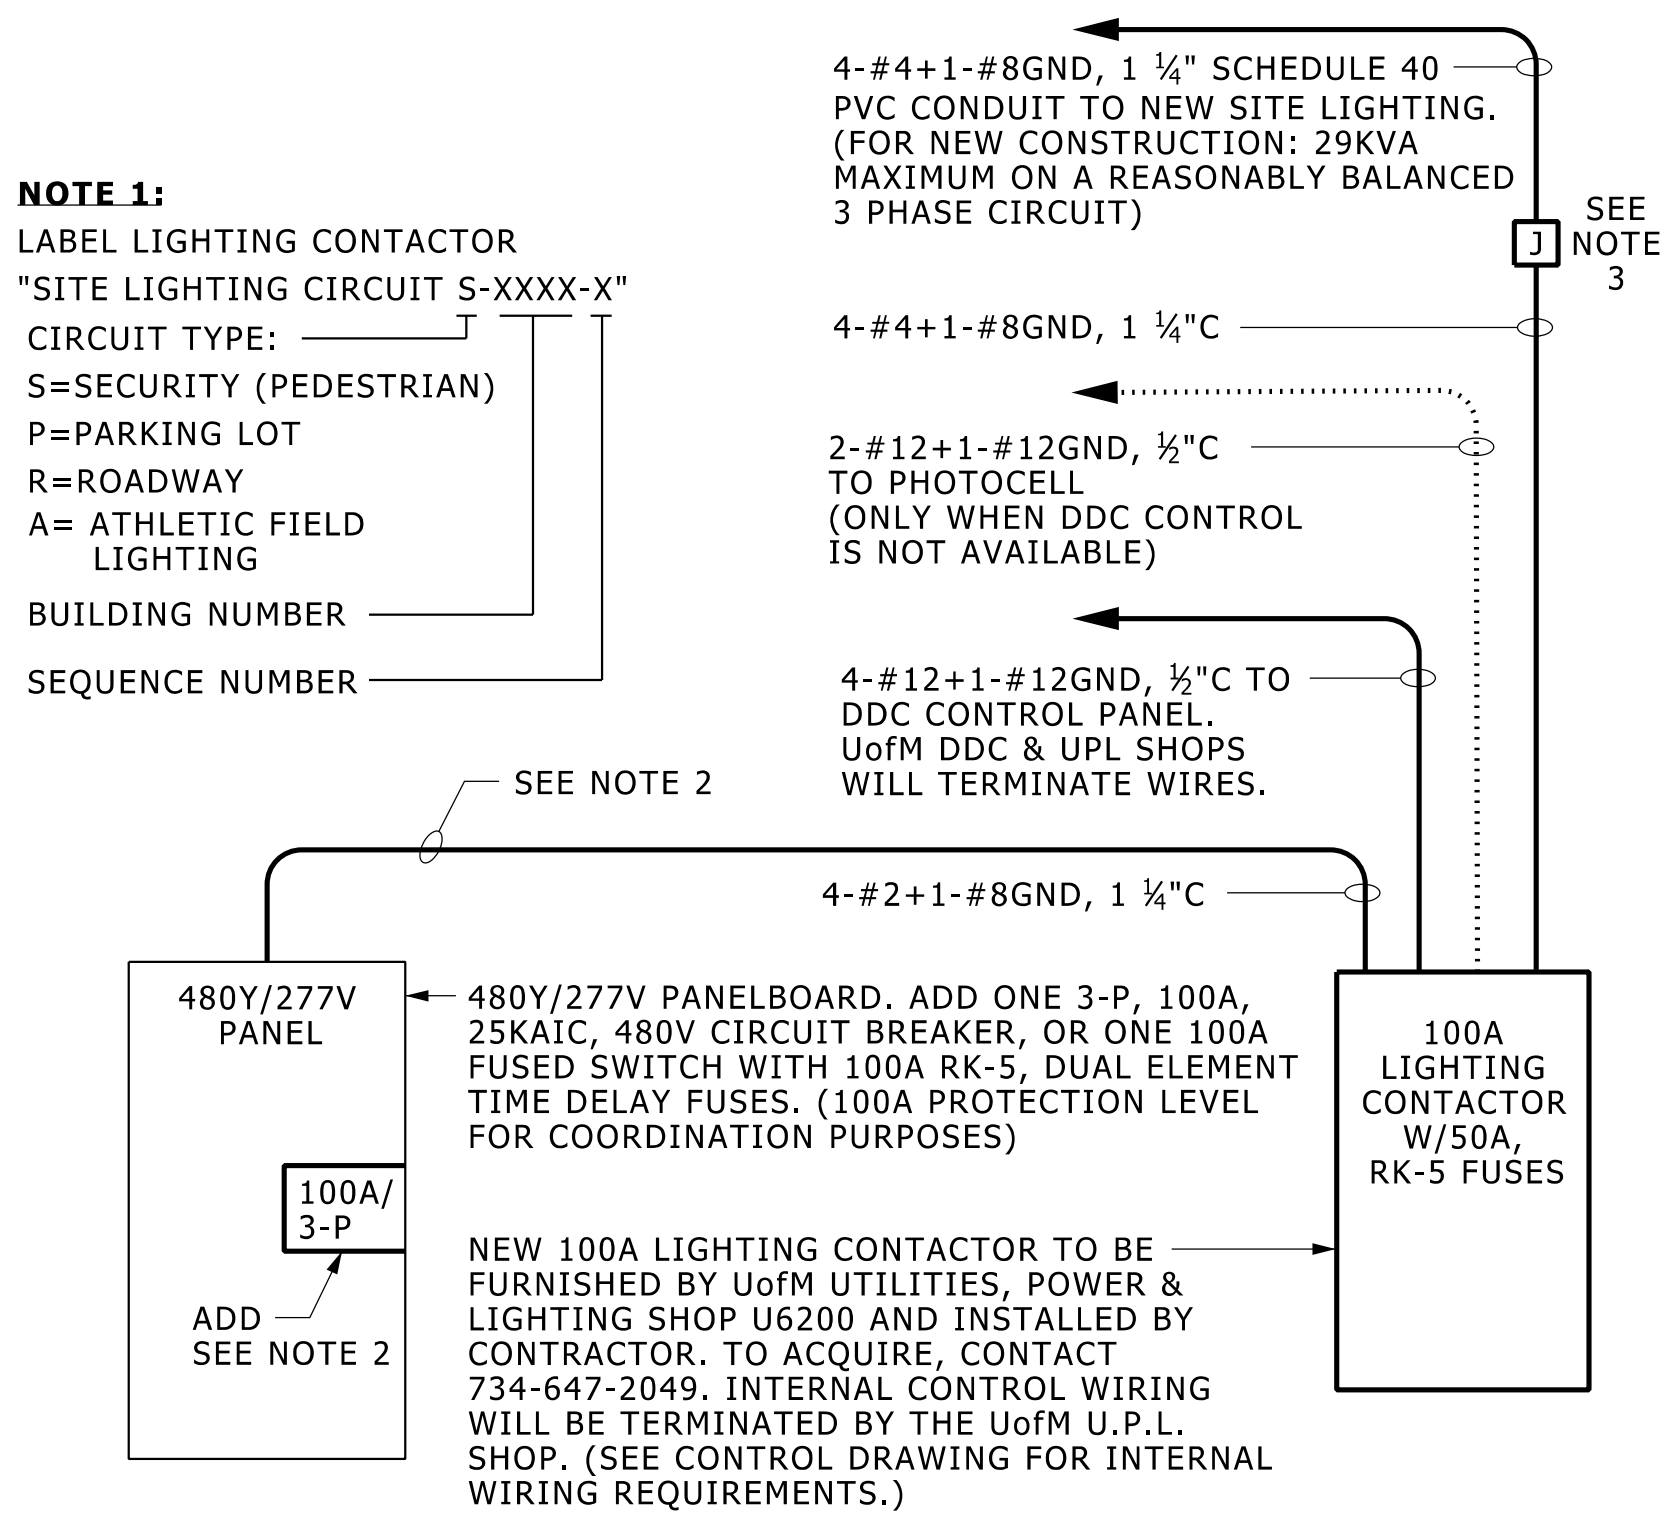 4-#4+1-#8GND, 1 ¼" SCHEDULE 40
PVC CONDUIT TO NEW SITE LIGHTING.
(FOR NEW CONSTRUCTION: 29KVA
MAXIMUM ON A REASONABLY BALANCED
3 PHASE CIRCUIT)
NOTE 1:
LABEL LIGHTING CONTACTOR
"SITE LIGHTING CIRCUIT S-XXXX-X"
CIRCUIT TYPE:
S=SECURITY (PEDESTRIAN)
P=PARKING LOT
R=ROADWAY
A= ATHLETIC FIELD
LIGHTING
BUILDING NUMBER
SEQUENCE NUMBER
J
SEE
NOTE
3
4-#4+1-#8GND, 1 ¼"C
2-#12+1-#12GND, ½"C
TO PHOTOCELL
(ONLY WHEN DDC CONTROL
IS NOT AVAILABLE)
4-#12+1-#12GND, ½"C TO
DDC CONTROL PANEL.
UofM DDC & UPL SHOPS
WILL TERMINATE WIRES.
SEE NOTE 2
4-#2+1-#8GND, 1 ¼"C
480Y/277V
PANEL
100A/
3-P
ADD
SEE NOTE 2
480Y/277V PANELBOARD. ADD ONE 3-P, 100A,
25KAIC, 480V CIRCUIT BREAKER, OR ONE 100A
FUSED SWITCH WITH 100A RK-5, DUAL ELEMENT
TIME DELAY FUSES. (100A PROTECTION LEVEL
FOR COORDINATION PURPOSES)
NEW 100A LIGHTING CONTACTOR TO BE
FURNISHED BY UofM UTILITIES, POWER &
LIGHTING SHOP U6200 AND INSTALLED BY
CONTRACTOR. TO ACQUIRE, CONTACT
734-647-2049. INTERNAL CONTROL WIRING
WILL BE TERMINATED BY THE UofM U.P.L.
SHOP. (SEE CONTROL DRAWING FOR INTERNAL
WIRING REQUIREMENTS.)
100A
LIGHTING
CONTACTOR
W/50A,
RK-5 FUSES